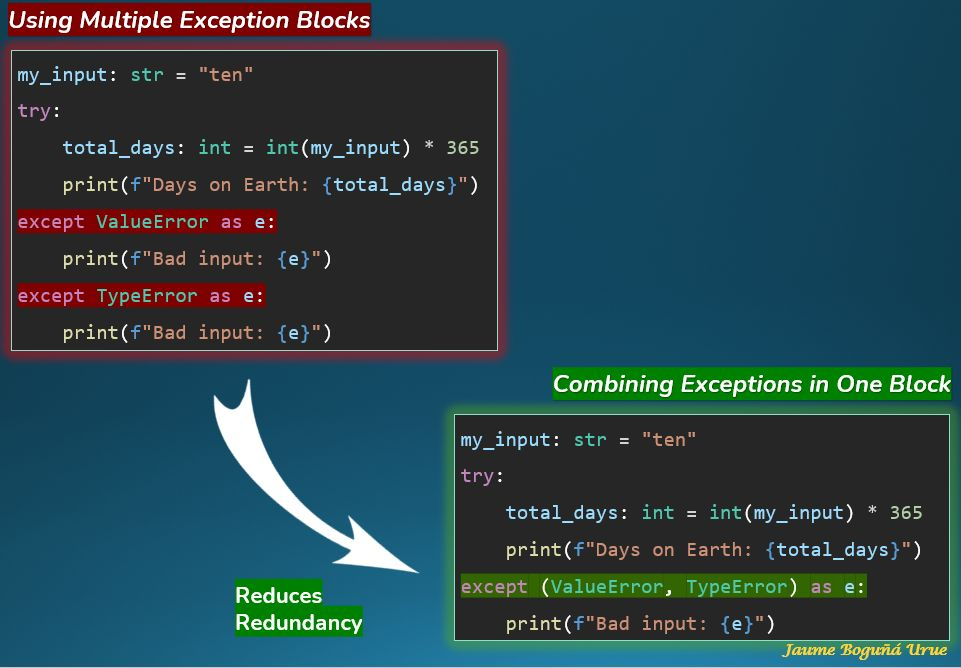 Using Multiple Exception Blocks
my_input: str = "ten"
try:
    total_days: int = int(my_input) * 365
    print(f"Days on Earth: {total_days}")
except ValueError as e:
    print(f"Bad input: {e}")
except TypeError as e:
    print(f"Bad input: {e}")
Combining Exceptions in One Block
my_input: str = "ten"
try:
    total_days: int = int(my_input) * 365
    print(f"Days on Earth: {total_days}")
except (ValueError, TypeError) as e:
    print(f"Bad input: {e}")
Reduces
Redundancy
Jaume Boguñá Urue